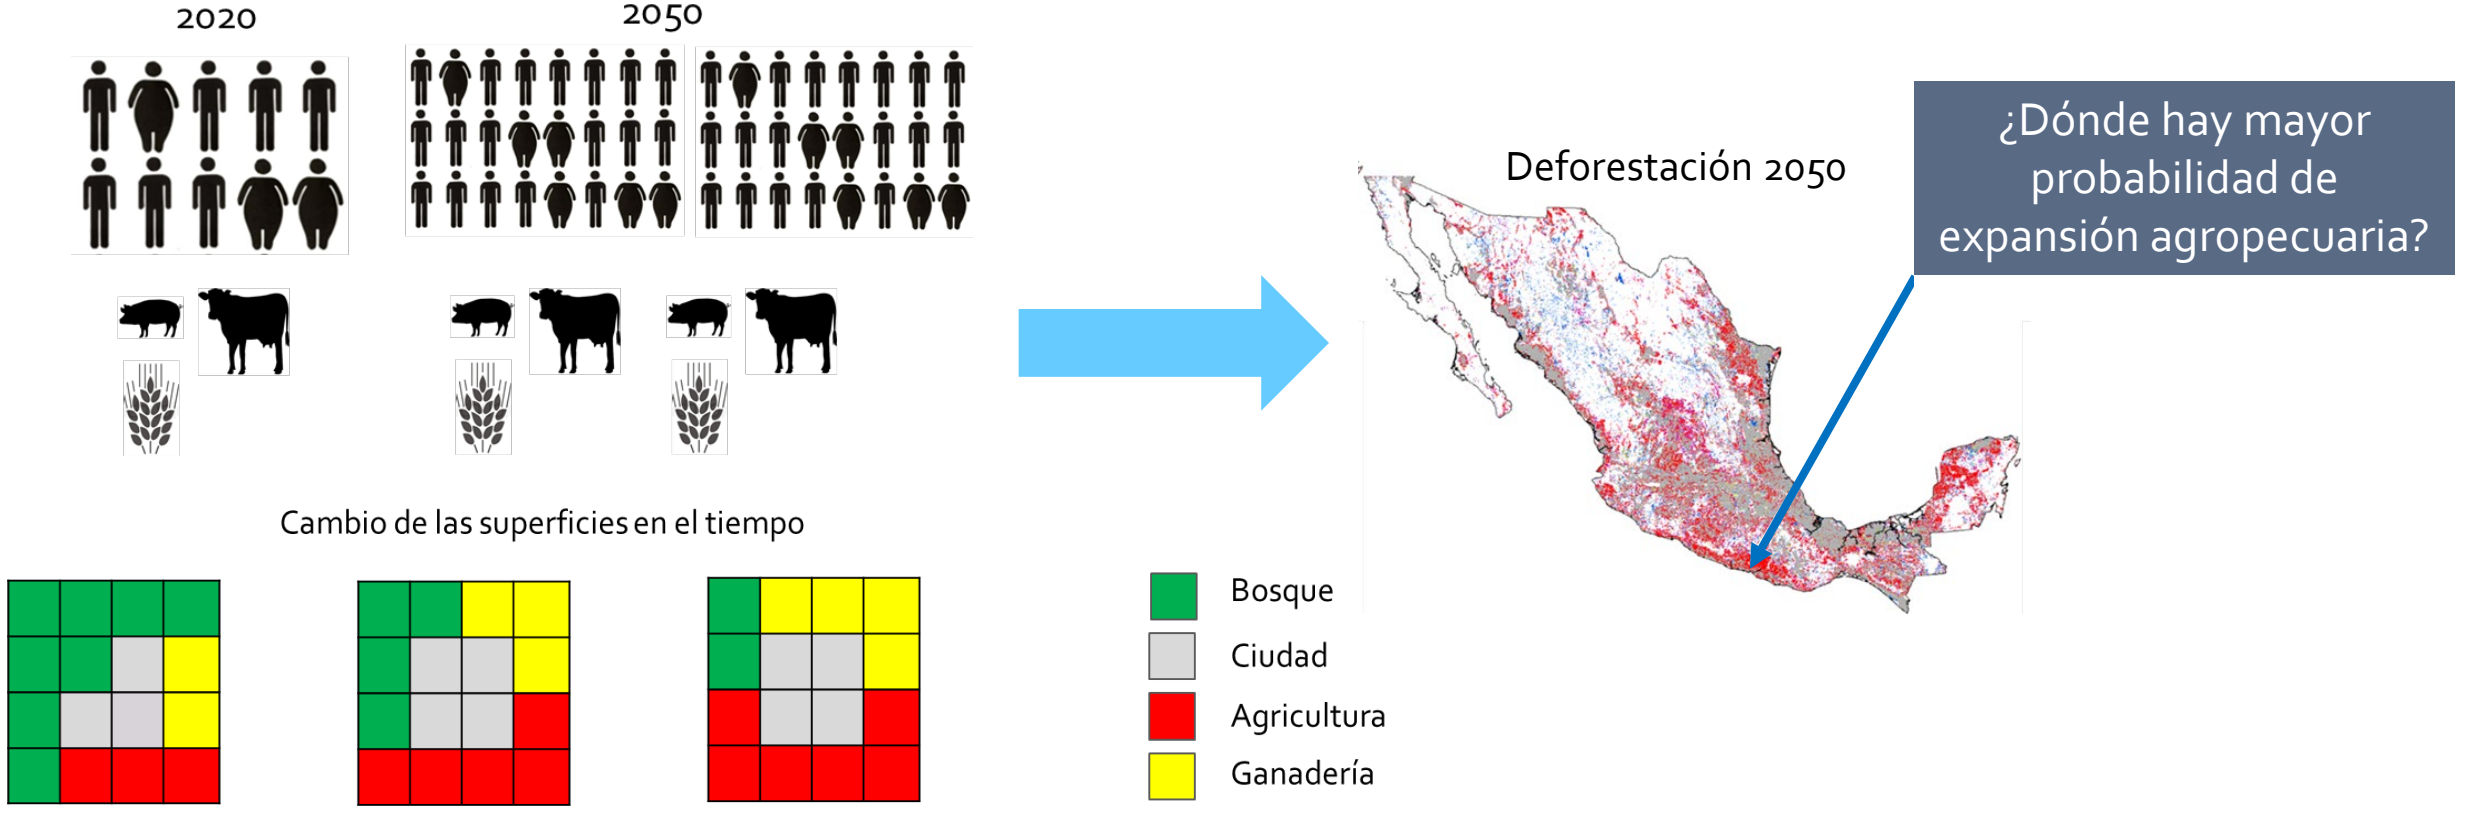 2020
2050
¿Dónde hay mayor
probabilidad de
expansión agropecuaria?
Deforestación 2050
Cambio de las superficies en el tiempo
Bosque
Ciudad
Agricultura
Ganadería